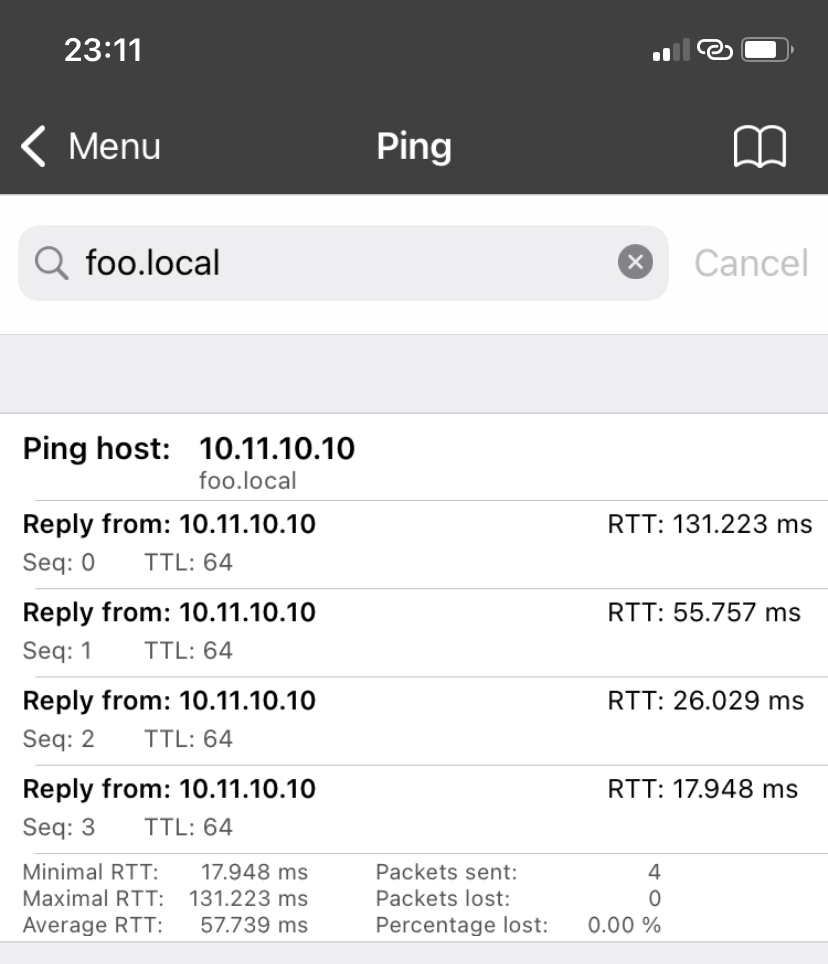 23:11
Menu Ping
foo.local Cancel
Ping host: 10.11.10.10
foo.local
Reply from: 10.11.10.10 RTT: 131.223 ms
Seq: 0 TTL: 64
Reply from: 10.11.10.10 RTT: 55.757 ms
Seq: 1 TTL: 64
Reply from: 10.11.10.10 RTT: 26.029 ms
Seq: 2 TTL: 64
Reply from: 10.11.10.10 RTT: 17.948 ms
Seq: 3 TTL: 64
Minimal RTT: 17.948 ms Packets sent: 4
Maximal RTT: 131.223 ms Packets lost: 0
Average RTT: 57.739 ms Percentage lost: 0.00 %